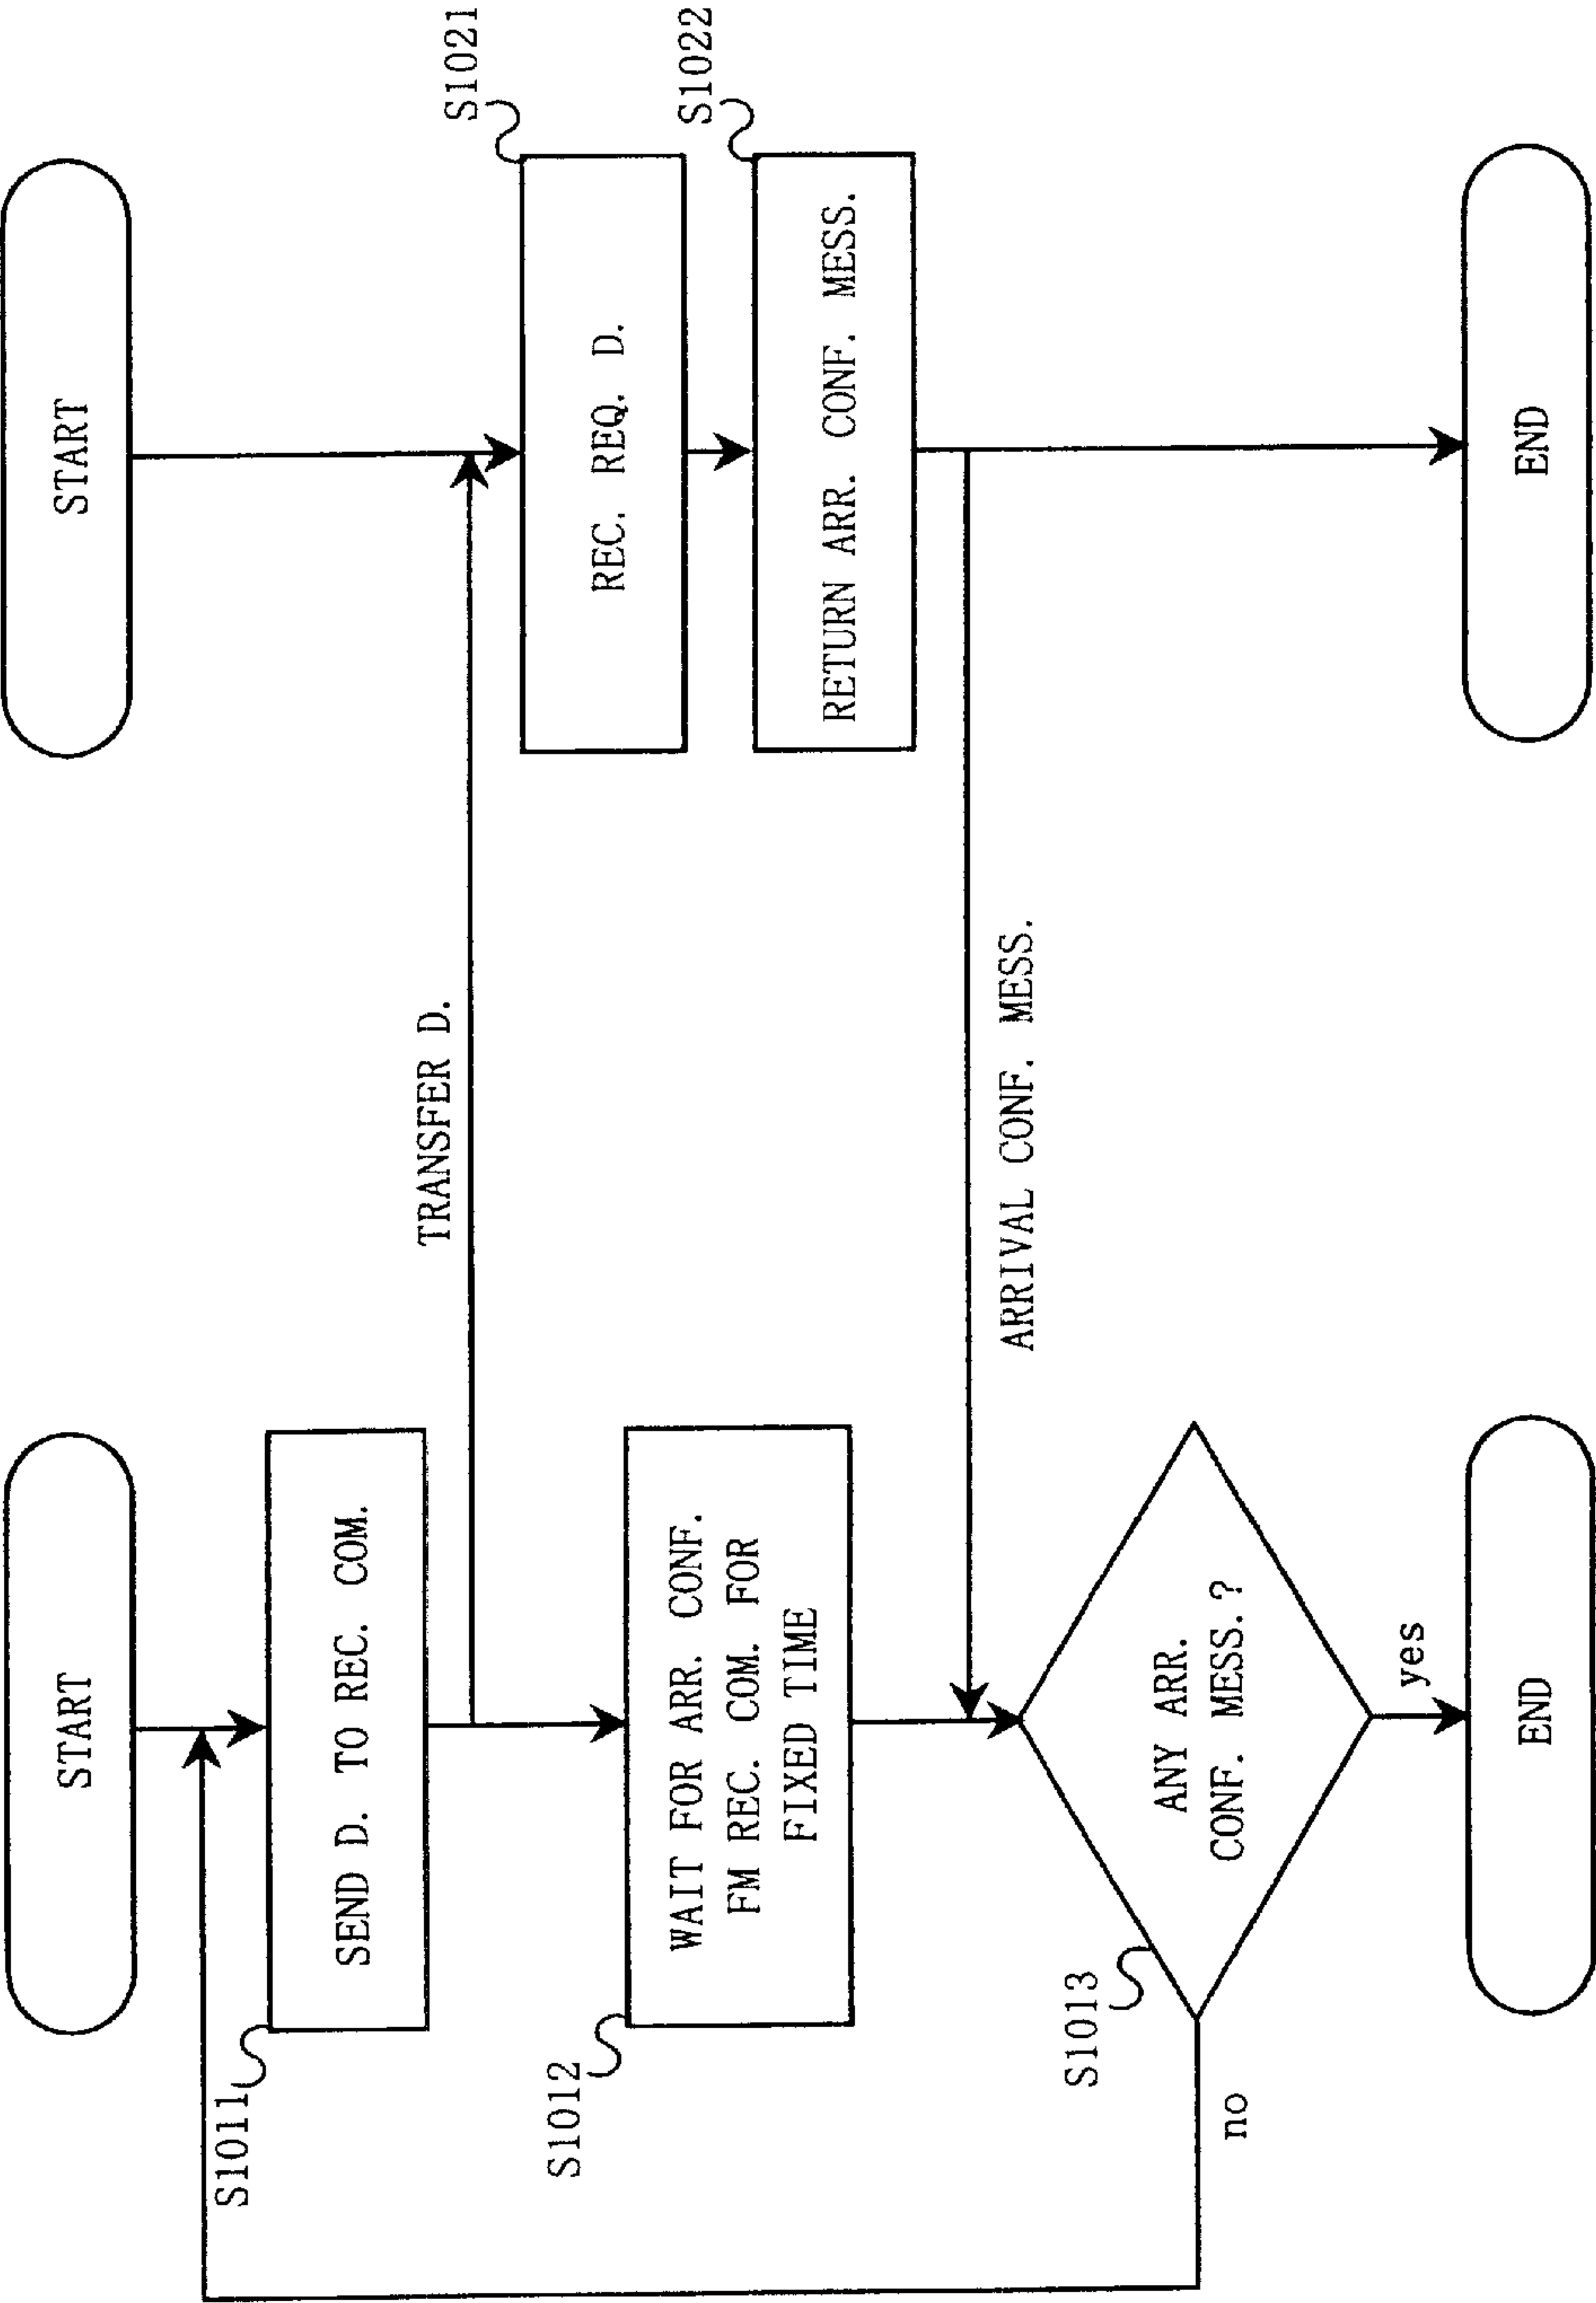 START
S1011
SEND D. TO REC. COM.
TRANSFER D.
S1012
WAIT FOR ARR. CONF.
FM REC. COM. FOR
FIXED TIME
S1013
ANY ARR.
CONF. MESS.?
no
yes
END
START
S1021
REC. REQ. D.
S1022
RETURN ARR. CONF. MESS.
ARRIVAL CONF. MESS.
END